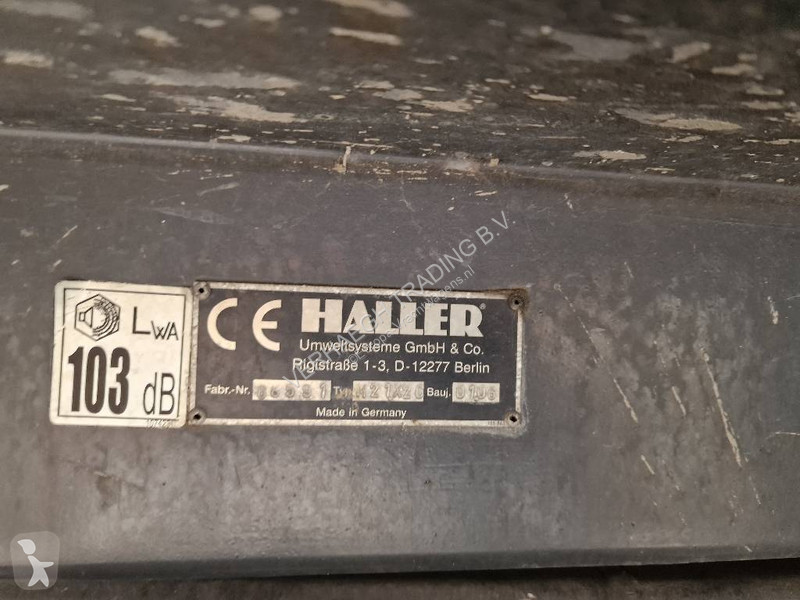 LWA
103 dB
CE HALLER®
Umweltsysteme GmbH & Co.
Rigistraße 1-3, D-12277 Berlin
Fabr.-Nr. Typ Bauj.
Made in Germany
VERHAEGH TRADING B.V.